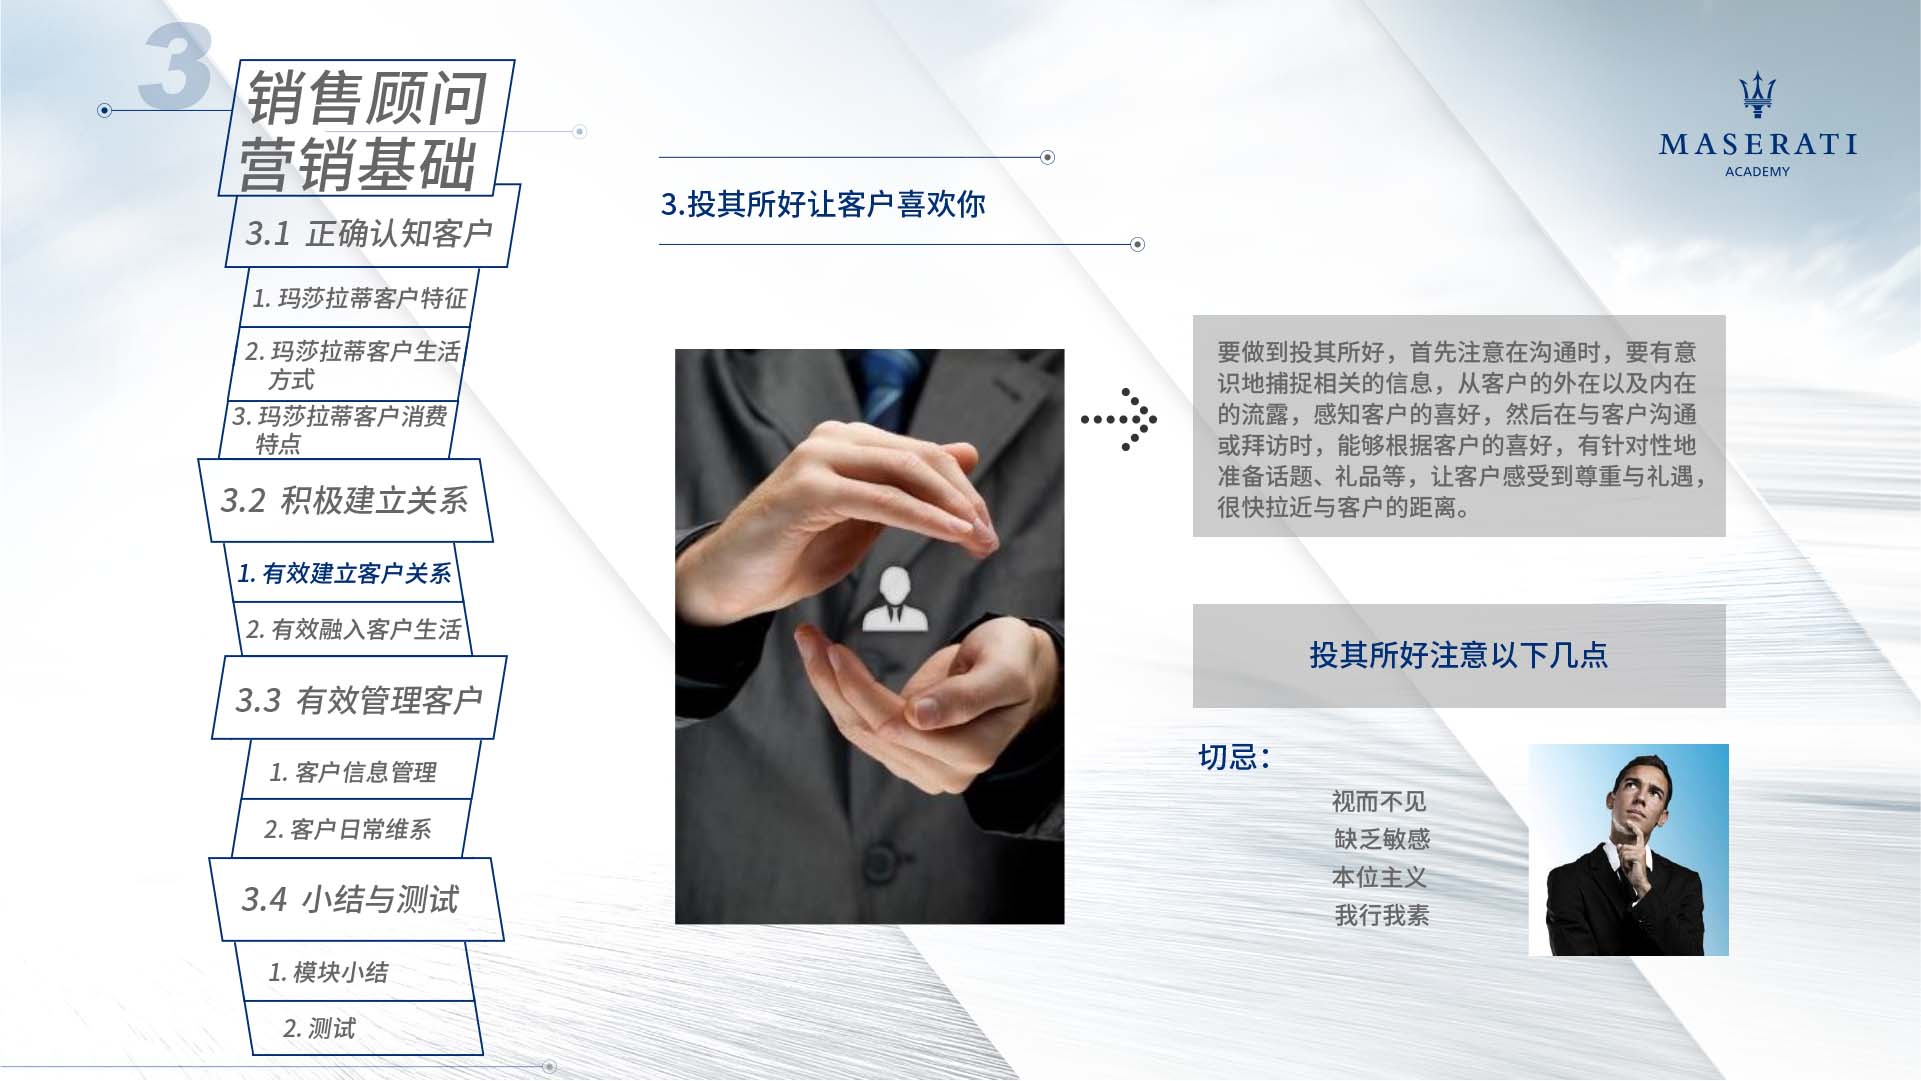 3
销售顾问
营销基础
3.1 正确认知客户
1. 玛莎拉蒂客户特征
2. 玛莎拉蒂客户生活
方式
3. 玛莎拉蒂客户消费
特点
3.2 积极建立关系
1. 有效建立客户关系
2. 有效融入客户生活
3.3 有效管理客户
1. 客户信息管理
2. 客户日常维系
3.4 小结与测试
1. 模块小结
2. 测试
3.投其所好让客户喜欢你
MASERATI
ACADEMY
要做到投其所好，首先注意在沟通时，要有意
识地捕捉相关的信息，从客户的外在以及内在
的流露，感知客户的喜好，然后在与客户沟通
或拜访时，能够根据客户的喜好，有针对性地
准备话题、礼品等，让客户感受到尊重与礼遇，
很快拉近与客户的距离。
投其所好注意以下几点
切忌：
视而不见
缺乏敏感
本位主义
我行我素